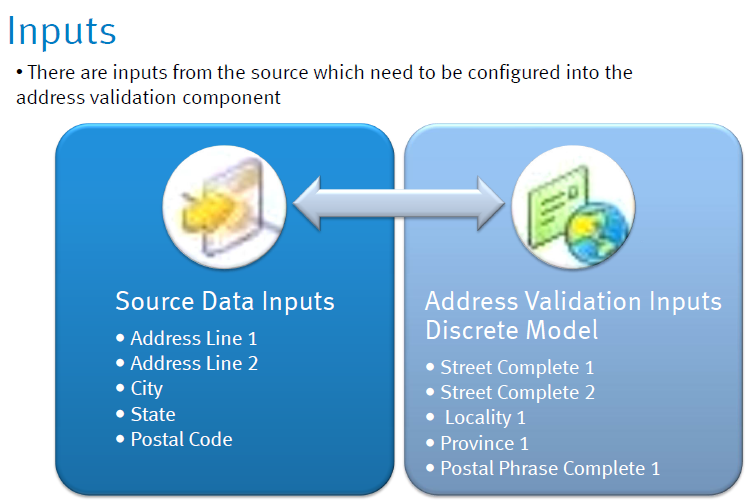 Inputs
• There are inputs from the source which need to be configured into the
address validation component
Source Data Inputs
• Address Line 1
• Address Line 2
• City
• State
• Postal Code
Address Validation Inputs
Discrete Model
• Street Complete 1
• Street Complete 2
• Locality 1
• Province 1
• Postal Phrase Complete 1